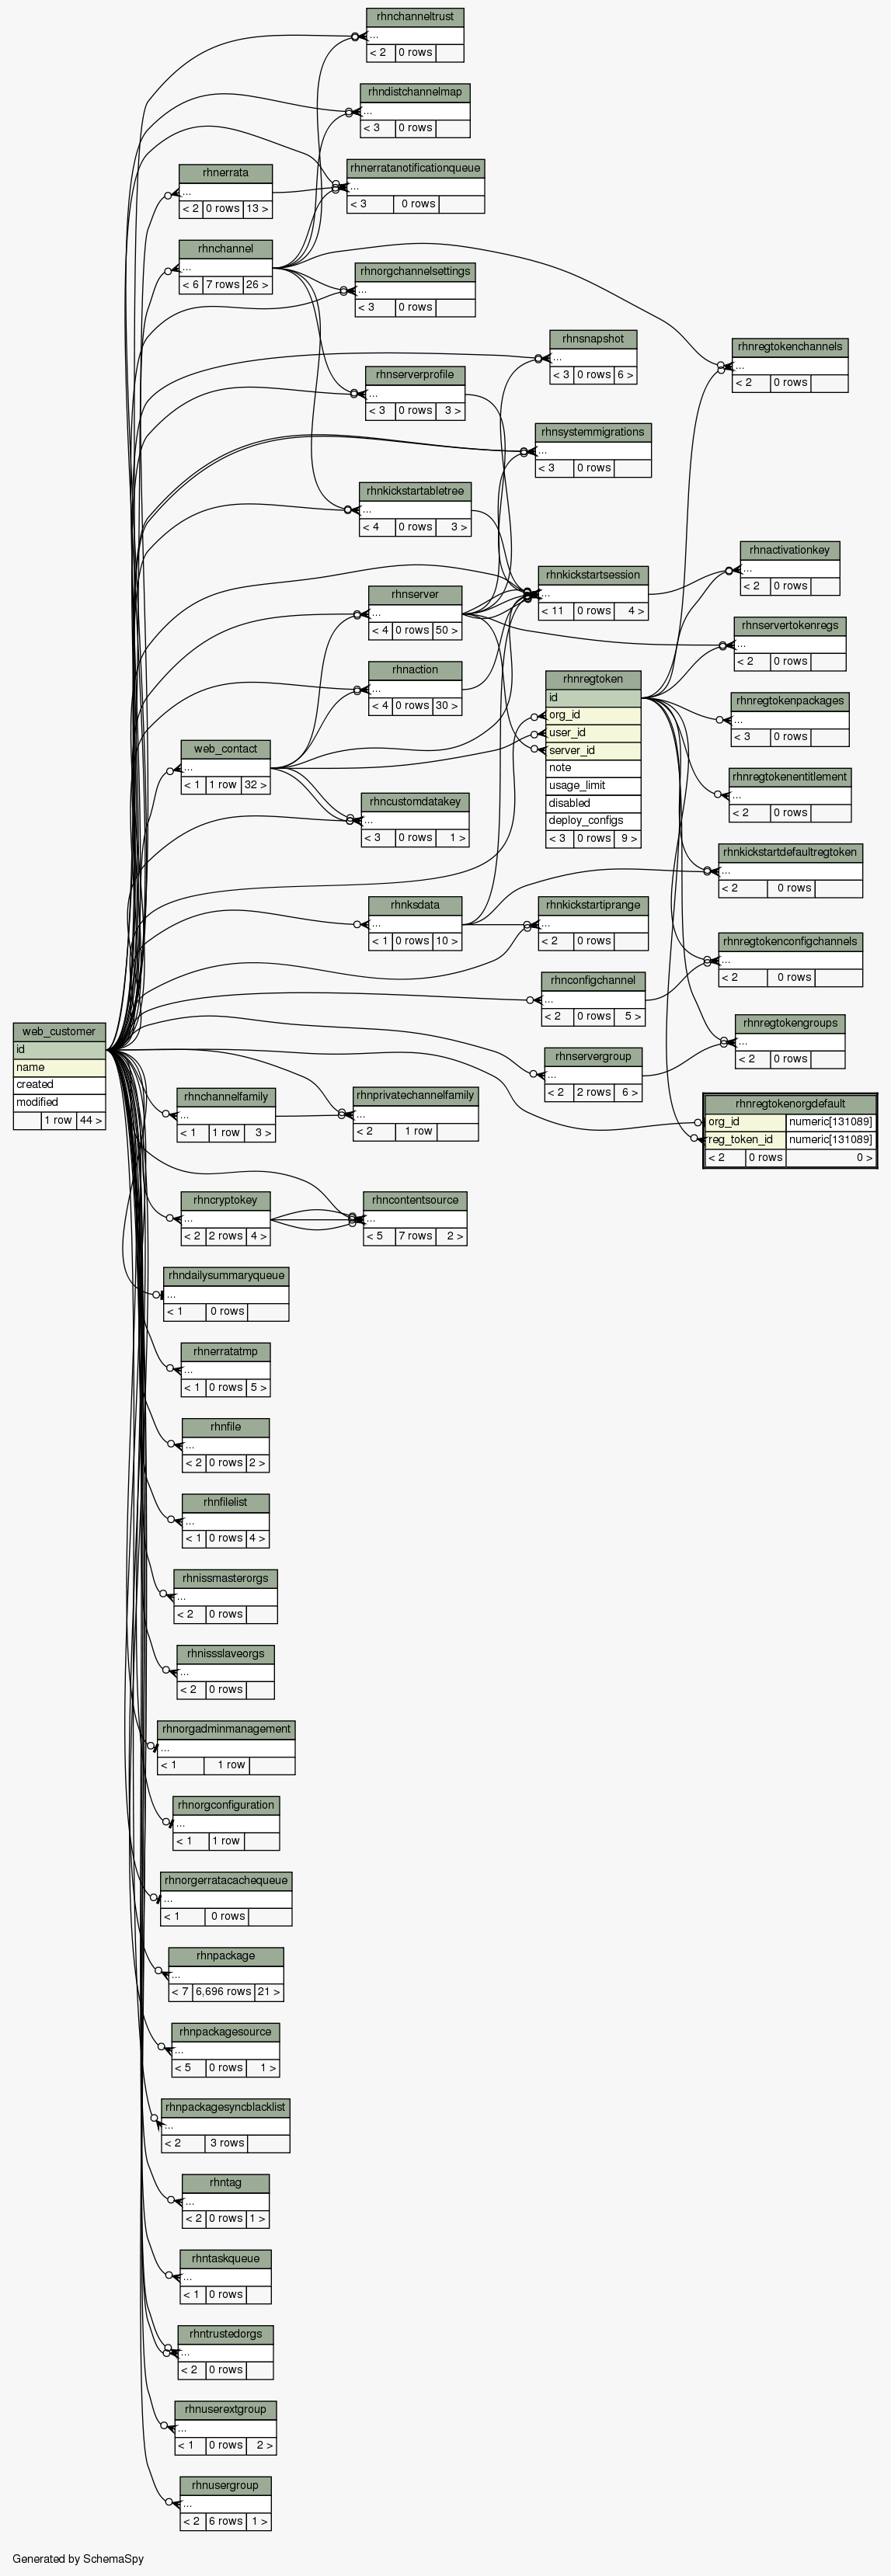 rhnchanneltrust
...
< 2 0 rows
rhndistchannelmap
...
< 3 0 rows
rhnerratanotificationqueue
...
< 3 0 rows
rhnerrata
...
< 2 0 rows 13 >
rhnchannel
...
< 6 7 rows 26 >
rhnorgchannelsettings
...
< 3 0 rows
rhnsnapshot
...
< 3 0 rows 6 >
rhnregtokenchannels
...
< 2 0 rows
rhnserverprofile
...
< 3 0 rows 3 >
rhnsystemmigrations
...
< 3 0 rows
rhnkickstartabletree
...
< 4 0 rows 3 >
rhnactivationkey
...
< 2 0 rows
rhnkickstartsession
...
< 11 0 rows 4 >
rhnserver
...
< 4 0 rows 50 >
rhnservertokenregs
...
< 2 0 rows
rhnaction
...
< 4 0 rows 30 >
rhnregtoken
id
org_id
user_id
server_id
note
usage_limit
disabled
deploy_configs
< 3 0 rows 9 >
rhnregtokenpackages
...
< 3 0 rows
web_contact
...
< 1 1 row 32 >
rhnregtokenentitlement
...
< 2 0 rows
rhncustomdatakey
...
< 3 0 rows 1 >
rhnkickstartdefaultregtoken
...
< 2 0 rows
rhnksdata
...
< 1 0 rows 10 >
rhnkickstartiprange
...
< 2 0 rows
rhnregtokenconfigchannels
...
< 2 0 rows
rhnconfigchannel
...
< 2 0 rows 5 >
rhnregtokengroups
...
< 2 0 rows
web_customer
id
name
created
modified
1 row 44 >
rhnservergroup
...
< 2 2 rows 6 >
rhnchannelfamily
...
< 1 1 row 3 >
rhnprivatechannelfamily
...
< 2 1 row
rhnregtokenorgdefault
org_id numeric[131089]
reg_token_id numeric[131089]
< 2 0 rows 0 >
rhncryptokey
...
< 2 2 rows 4 >
rhncontentsource
...
< 5 7 rows 2 >
rhndailysummaryqueue
...
< 1 0 rows
rhnerratatmp
...
< 1 0 rows 5 >
rhnfile
...
< 2 0 rows 2 >
rhnfilelist
...
< 1 0 rows 4 >
rhnissmasterorgs
...
< 2 0 rows
rhnissslaveorgs
...
< 2 0 rows
rhnorgadminmanagement
...
< 1 1 row
rhnorgconfiguration
...
< 1 1 row
rhnorgerratacachequeue
...
< 1 0 rows
rhnpackage
...
< 7 6,696 rows 21 >
rhnpackagesource
...
< 5 0 rows 1 >
rhnpackagesyncblacklist
...
< 2 3 rows
rhntag
...
< 2 0 rows 1 >
rhntaskqueue
...
< 1 0 rows
rhntrustedorgs
...
< 2 0 rows
rhnuserextgroup
...
< 1 0 rows 2 >
rhnusergroup
...
< 2 6 rows 1 >
Generated by SchemaSpy